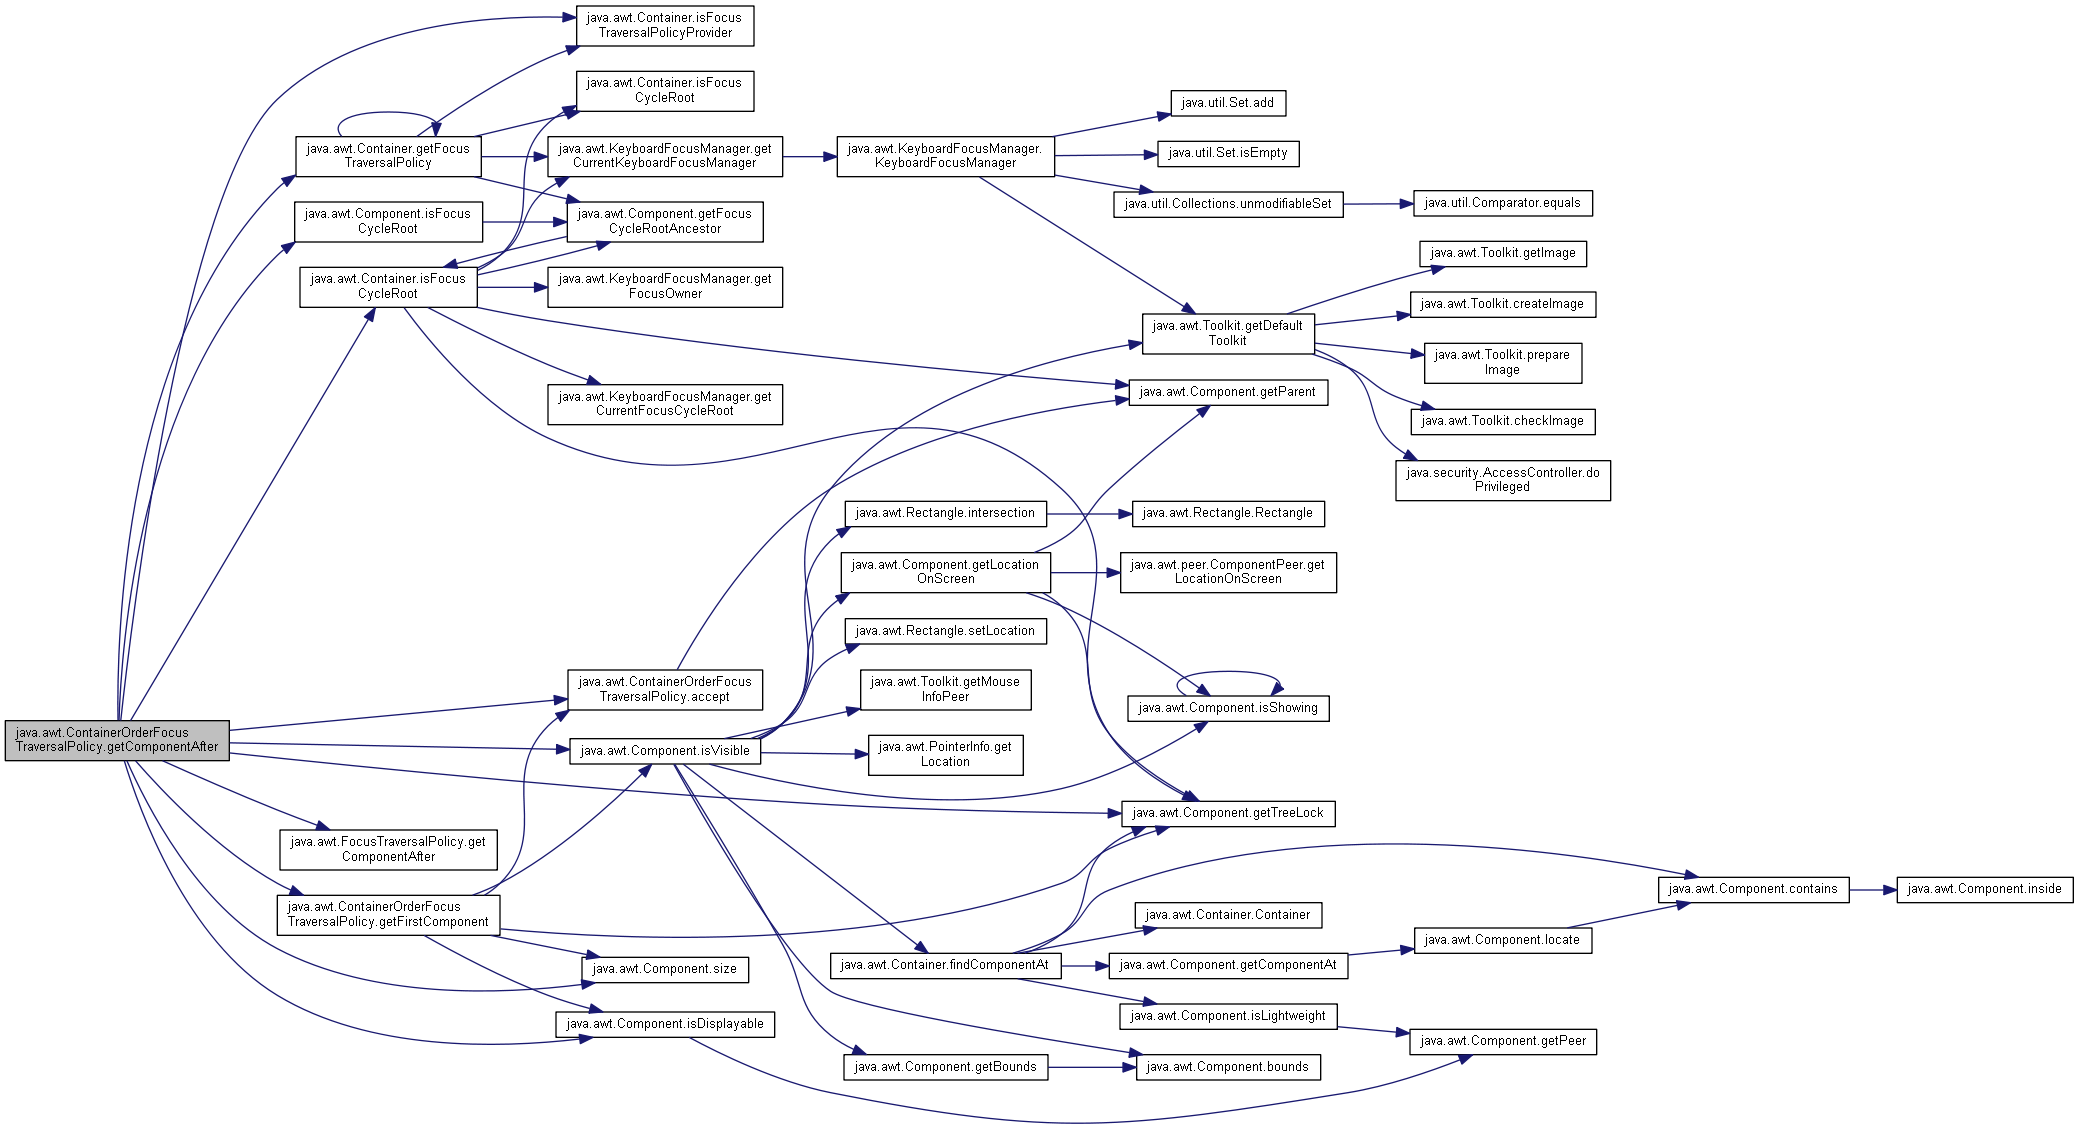 java.awt.ContainerOrderFocus
TraversalPolicy.getComponentAfter
java.awt.Container.getFocus
TraversalPolicy
java.awt.Component.isFocus
CycleRoot
java.awt.Container.isFocus
CycleRoot
java.awt.FocusTraversalPolicy.get
ComponentAfter
java.awt.ContainerOrderFocus
TraversalPolicy.getFirstComponent
java.awt.Container.isFocus
TraversalPolicyProvider
java.awt.Container.isFocus
CycleRoot
java.awt.KeyboardFocusManager.get
CurrentKeyboardFocusManager
java.awt.Component.getFocus
CycleRootAncestor
java.awt.KeyboardFocusManager.get
FocusOwner
java.awt.KeyboardFocusManager.get
CurrentFocusCycleRoot
java.awt.ContainerOrderFocus
TraversalPolicy.accept
java.awt.Component.isVisible
java.awt.Component.size
java.awt.Component.isDisplayable
java.awt.KeyboardFocusManager.
KeyboardFocusManager
java.awt.Rectangle.intersection
java.awt.Component.getLocation
OnScreen
java.awt.Rectangle.setLocation
java.awt.Toolkit.getMouse
InfoPeer
java.awt.PointerInfo.get
Location
java.awt.Container.findComponentAt
java.awt.Component.getBounds
java.util.Set.add
java.util.Set.isEmpty
java.util.Collections.unmodifiableSet
java.awt.Toolkit.getDefault
Toolkit
java.awt.Component.getParent
java.awt.Rectangle.Rectangle
java.awt.peer.ComponentPeer.get
LocationOnScreen
java.awt.Component.isShowing
java.awt.Component.getTreeLock
java.awt.Container.Container
java.awt.Component.getComponentAt
java.awt.Component.isLightweight
java.awt.Component.bounds
java.util.Comparator.equals
java.awt.Toolkit.getImage
java.awt.Toolkit.createImage
java.awt.Toolkit.prepare
Image
java.awt.Toolkit.checkImage
java.security.AccessController.do
Privileged
java.awt.Component.locate
java.awt.Component.getPeer
java.awt.Component.contains
java.awt.Component.inside